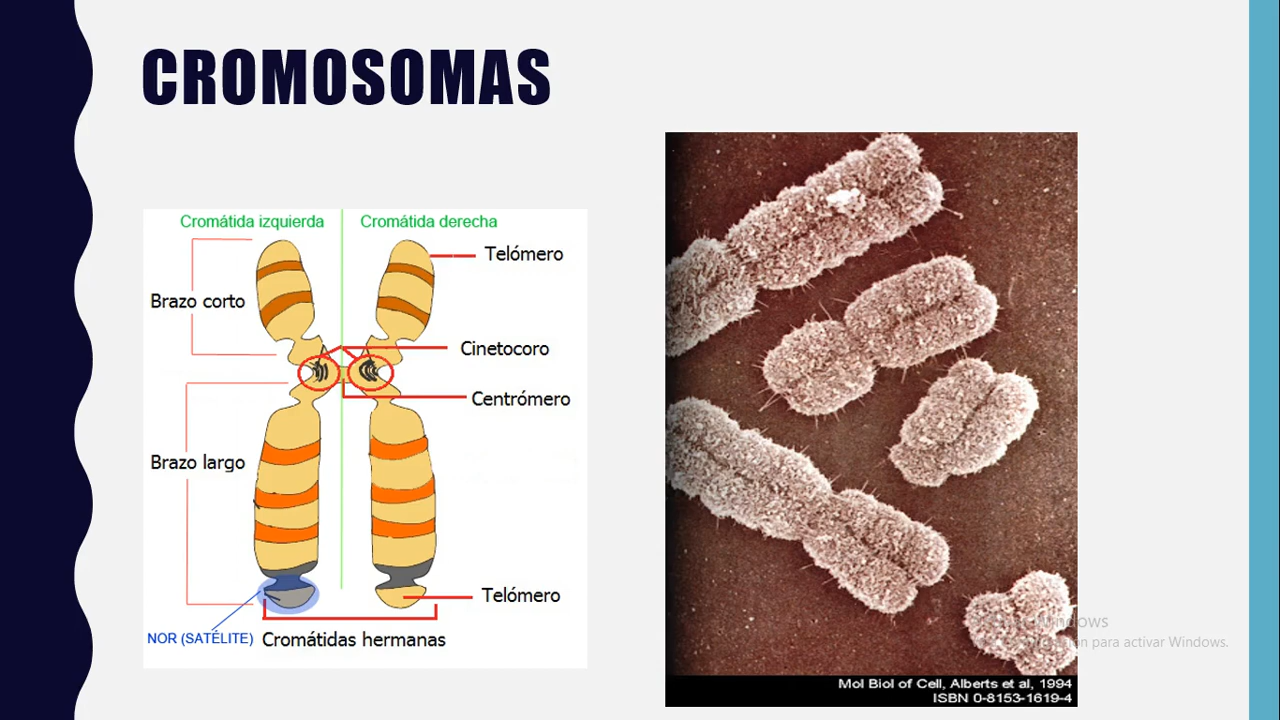 CROMOSOMAS
Cromátida izquierda
Cromátida derecha
Telómero
Brazo corto
Cinetocoro
Centrómero
Brazo largo
Telómero
NOR (SATÉLITE)
Cromátidas hermanas
para activar Windows.
Mol Biol of Cell, Alberts et al, 1994
ISBN 0-8153-1619-4